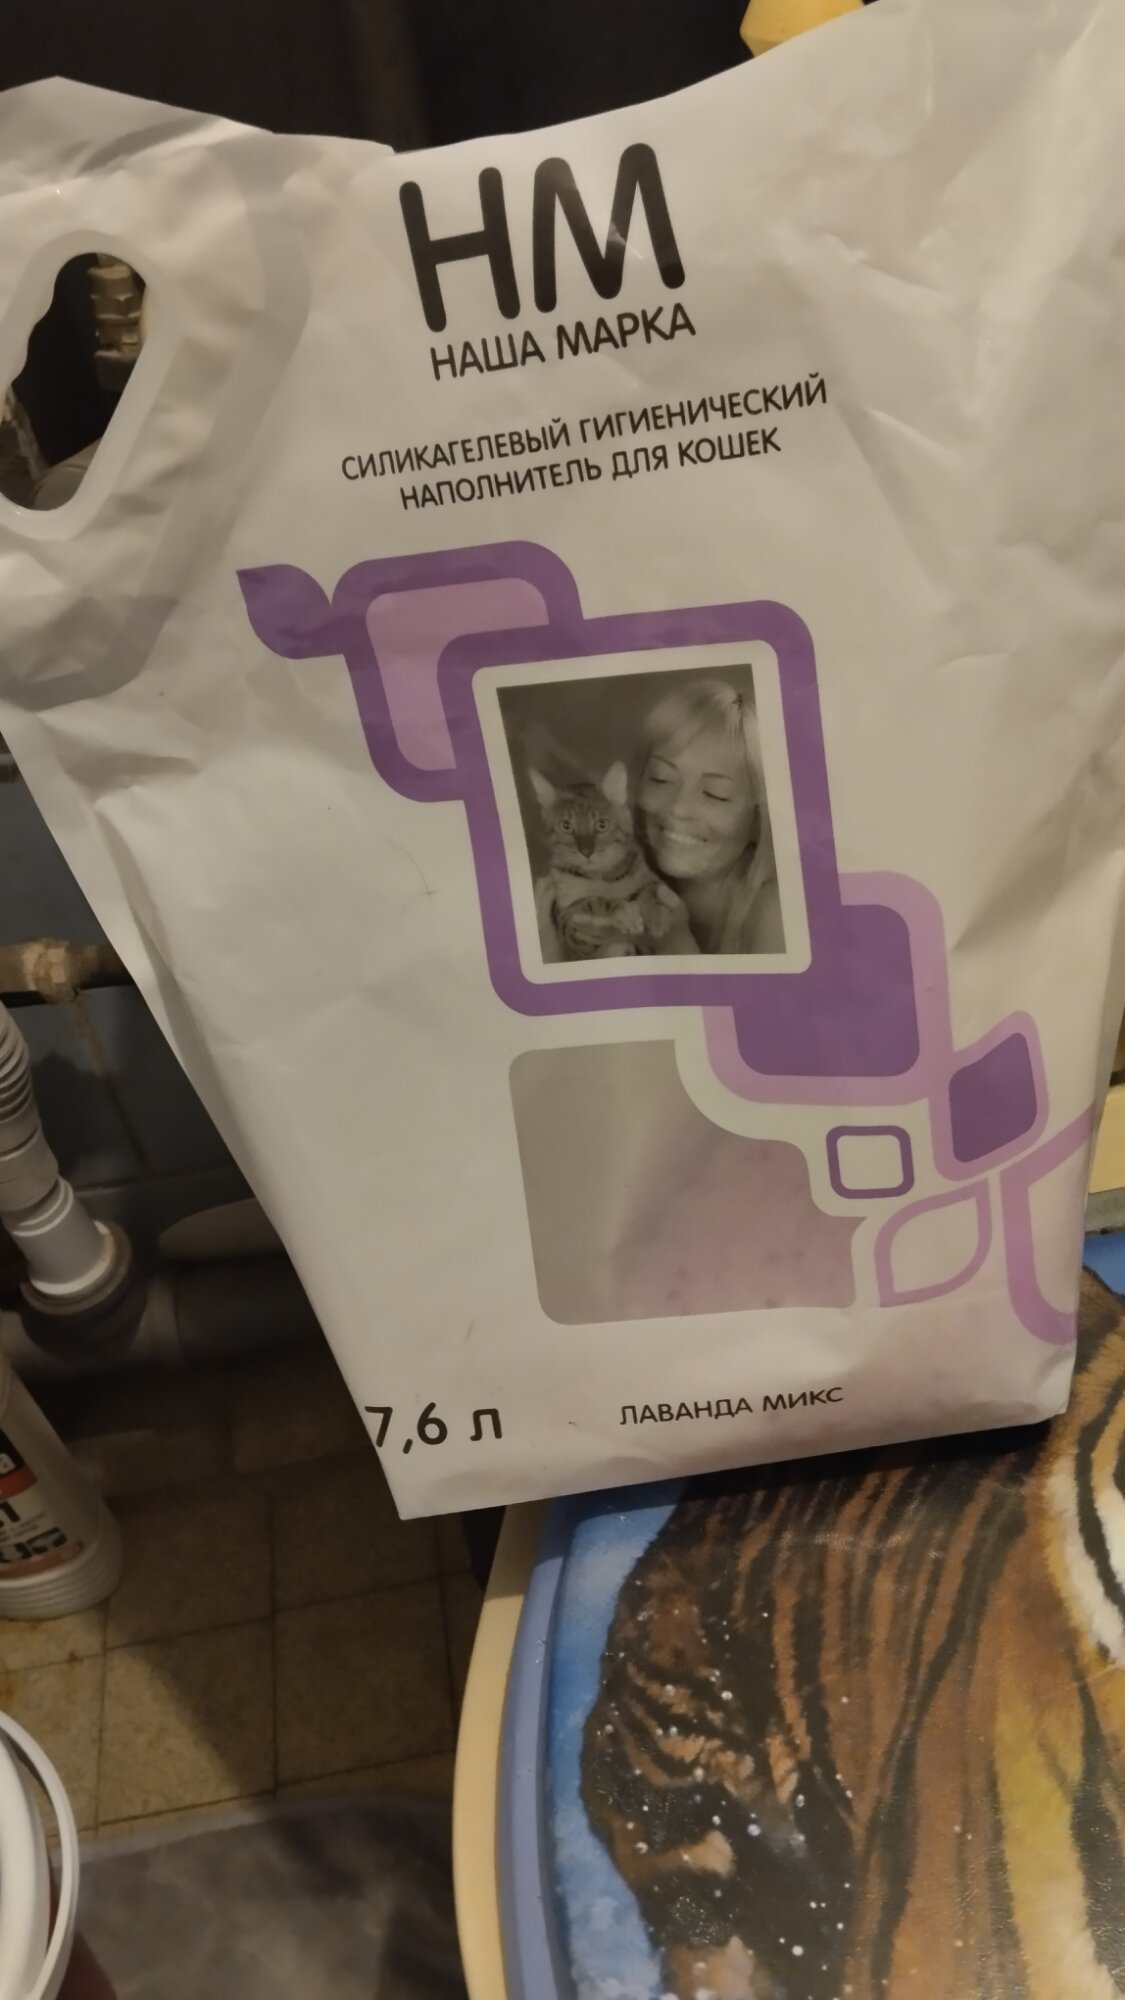 НМ
НАША МАРКА
СИЛИКАГЕЛЕВЫЙ ГИГИЕНИЧЕСКИЙ
НАПОЛНИТЕЛЬ ДЛЯ КОШЕК
7,6 л
ЛАВАНДА МИКС